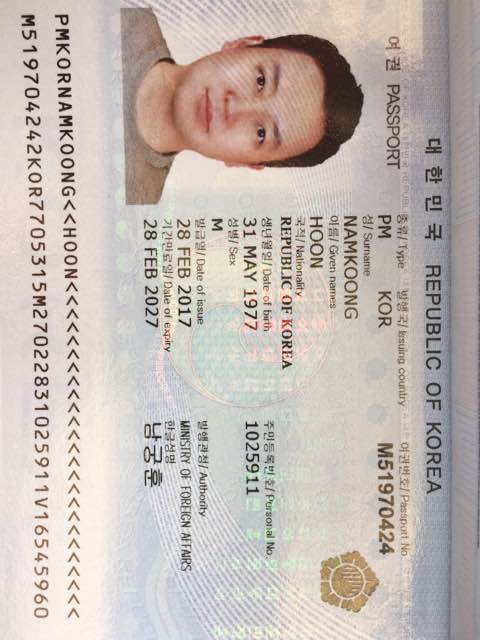 대한민국 REPUBLIC OF KOREA
여권 PASSPORT
종류/Type 발행국/Issuing country 여권번호/Passport No.
PM KOR M51970424
성/Surname
NAMKOONG
이름/Given names
HOON
국적/Nationality
REPUBLIC OF KOREA
생년월일/Date of birth 주민등록번호/Personal No.
31 MAY 1977 1025911
성별/Sex
M
발급일/Date of issue 발행관청/Authority
28 FEB 2017 MINISTRY OF FOREIGN AFFAIRS
기간만료일/Date of expiry 한글성명
28 FEB 2027 남궁훈
PMKORNAMKOONG<<HOON<<<<<<<<<<<<<<<<<<<<<<<<<
M519704242KOR7705315M27022831025911V16545960